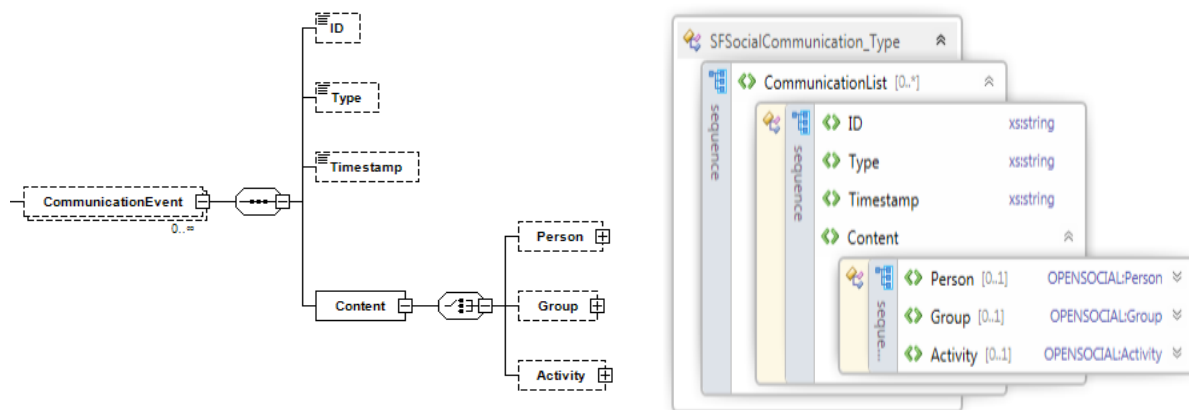 ID
Type
Timestamp
CommunicationEvent
0..∞
Person
Content
Group
Activity
SFSocialCommunication_Type
sequence
CommunicationList [0..*]
sequence
ID xs:string
Type xs:string
Timestamp xs:string
Content
seque...
Person [0..1] OPENSOCIAL:Person
Group [0..1] OPENSOCIAL:Group
Activity [0..1] OPENSOCIAL:Activity